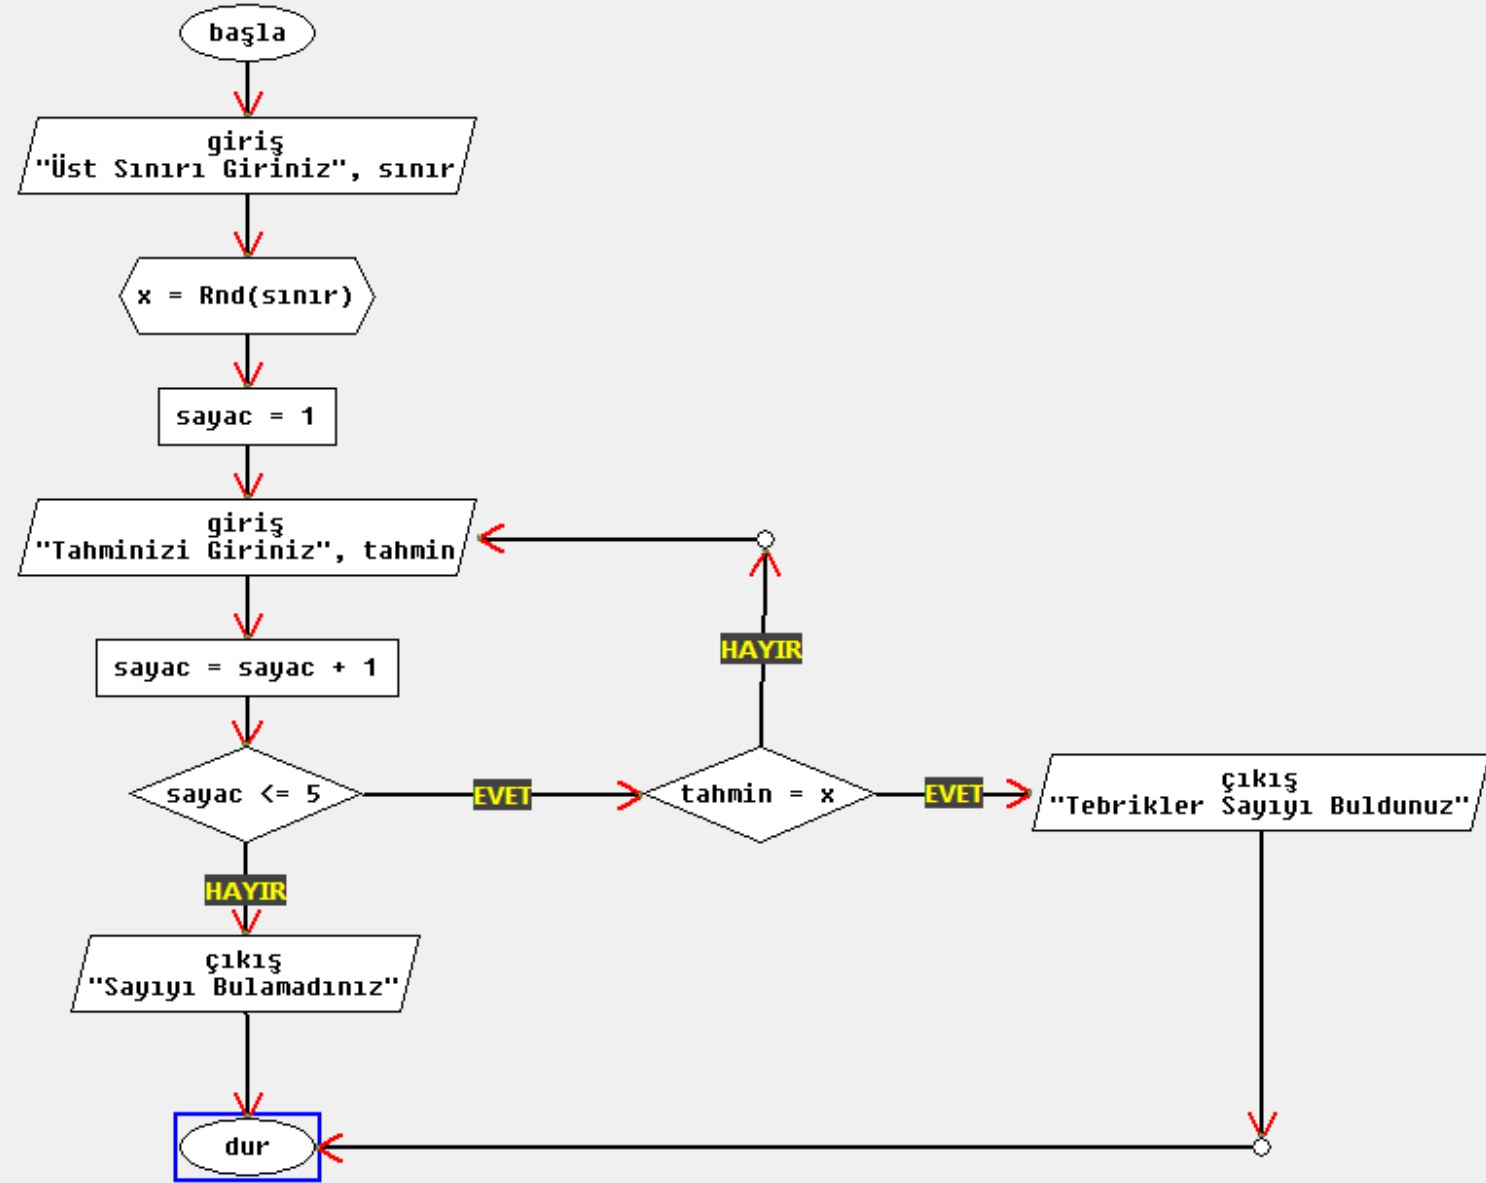 başla
giriş
"Üst Sınırı Giriniz", sınır
x = Rnd(sınır)
sayac = 1
giriş
"Tahminizi Giriniz", tahmin
HAYIR
sayac = sayac + 1
sayac <= 5
EVET
tahmin = x
EVET
çıkış
"Tebrikler Sayıyı Buldunuz"
HAYIR
çıkış
"Sayıyı Bulamadınız"
dur